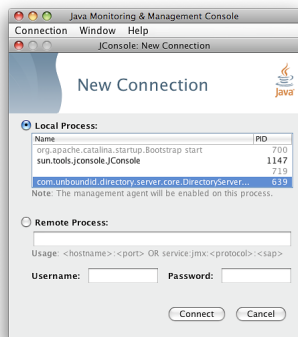 Java Monitoring & Management Console
Connection Window Help
JConsole: New Connection
New Connection
Java
Local Process:
Name PID
org.apache.catalina.startup.Bootstrap start 700
sun.tools.jconsole.JConsole 1147
719
com.unboundid.directory.server.core.DirectoryServer... 639
Note: The management agent will be enabled on this process.
Remote Process:
Usage: <hostname>:<port> OR service:jmx:<protocol>:<sap>
Username: Password:
Connect Cancel